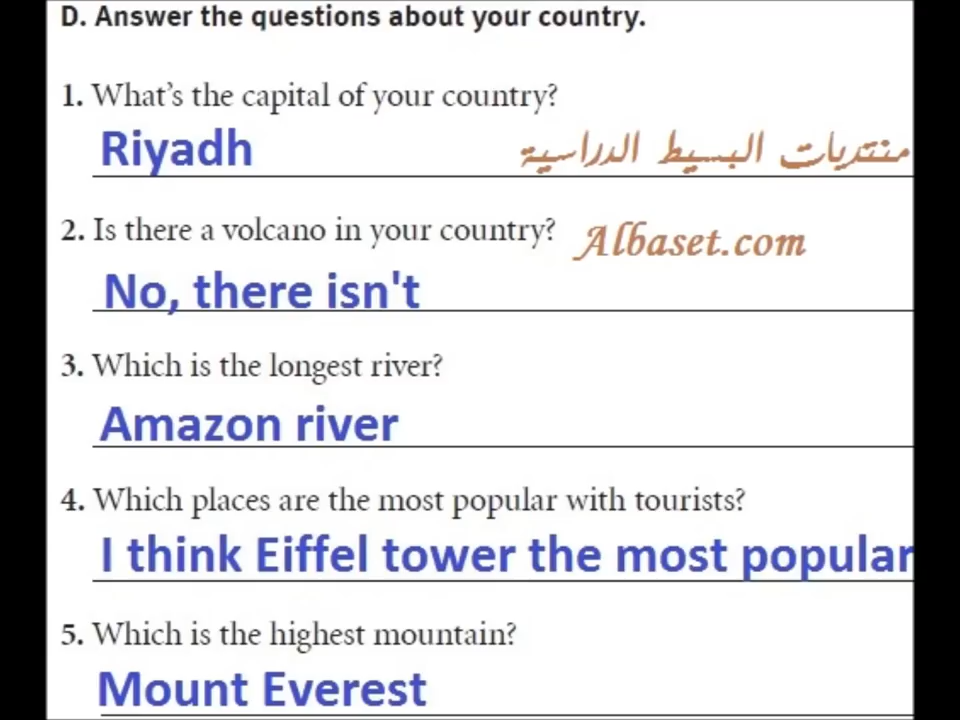 D. Answer the questions about your country.
1. What's the capital of your country?
Riyadh
منتديات البسيط الدراسية
2. Is there a volcano in your country?
Albaset.com
No, there isn't
3. Which is the longest river?
Amazon river
4. Which places are the most popular with tourists?
I think Eiffel tower the most popular
5. Which is the highest mountain?
Mount Everest